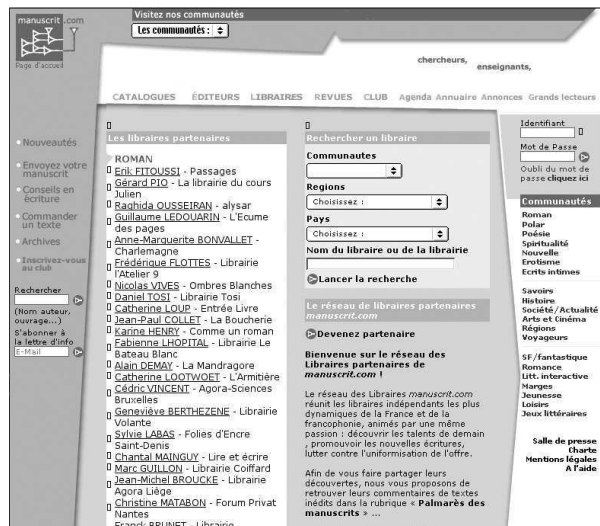 manuscrit.com
Page d'accueil
Visitez nos communautés
Les communautés :
chercheurs,
enseignants,
CATALOGUES ÉDITEURS LIBRAIRES REVUES CLUB Agenda Annuaire Annonces Grands lecteurs
Nouveautés
Envoyez votre
manuscrit
Conseils en
écriture
Commander
un texte
Archives
Inscrivez-vous
au club
Rechercher
(Nom auteur,
ouvrage...)
S'abonner à
la lettre d'info
E-Mail
Les libraires partenaires
ROMAN
Erik FITOUSSI - Passages
Gérard PIO - La librairie du cours
Julien
Raghida OUSSEIRAN - alysar
Guillaume LEDOUARIN - L'Ecume
des pages
Anne-Marguerite BONVALLET -
Charlemagne
Frédérique FLOTTES - Librairie
l'Atelier 9
Nicolas VIVES - Ombres Blanches
Daniel TOSI - Librairie Tosi
Catherine LOUP - Entrée Livre
Jean-Paul COLLET - La Boucherie
Karine HENRY - Comme un roman
Fabienne LHOPITAL - Librairie Le
Bateau Blanc
Alain DEMAY - La Mandragore
Catherine LOOTWOET - L'Armitière
Cédric VINCENT - Agora-Sciences
Bruxelles
Geneviève BERTHEZENE - Librairie
Volante
Sylvie LABAS - Folies d'Encre
Saint-Denis
Chantal MAINGUY - Lire et écrire
Marc GUILLON - Librairie Coiffard
Jean-Michel BROUCKE - Librairie
Agora Liège
Christine MATABON - Forum Privat
Nantes
Franck BRUNET - Librairie
Rechercher un libraire
Communautes
Regions
Choisissez :
Pays
Choisissez :
Nom du libraire ou de la librairie
Lancer la recherche
Le réseau de libraires partenaires
manuscrit.com
Devenez partenaire
Bienvenue sur le réseau des
Libraires partenaires de
manuscrit.com !
Le réseau des Libraires manuscrit.com
réunit les libraires indépendants les plus
dynamiques de la France et de la
francophonie, animés par une même
passion : découvrir les talents de demain
, promouvoir les nouvelles écritures,
lutter contre l'uniformisation de l'offre.
Afin de vous faire partager leurs
découvertes, nous vous proposons de
retrouver leurs commentaires de textes
inédits dans la rubrique « Palmarès des
manuscrits » ...
Identifiant
Mot de Passe
Oubli du mot de
passe cliquez ici
Communautés
Roman
Polar
Poésie
Spiritualité
Nouvelle
Erotisme
Ecrits intimes
Savoirs
Histoire
Société/Actualité
Arts et Cinéma
Régions
Voyageurs
SF/fantastique
Romance
Litt. interactive
Marges
Jeunesse
Loisirs
Jeux littéraires
Salle de presse
Charte
Mentions légales
A l'aide